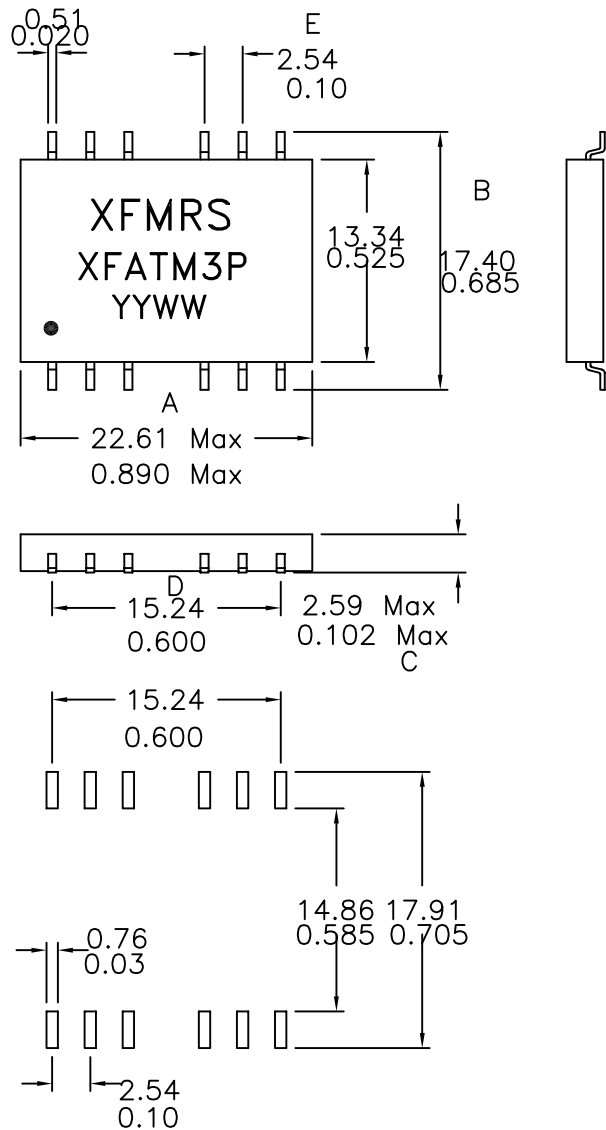 0.51
0.020
E
2.54
0.10
XFMRS
XFATM3P
YYWW
13.34
0.525
B
17.40
0.685
A
22.61 Max
0.890 Max
D
15.24
0.600
2.59 Max
0.102 Max
C
15.24
0.600
14.86
0.585
17.91
0.705
0.76
0.03
2.54
0.10